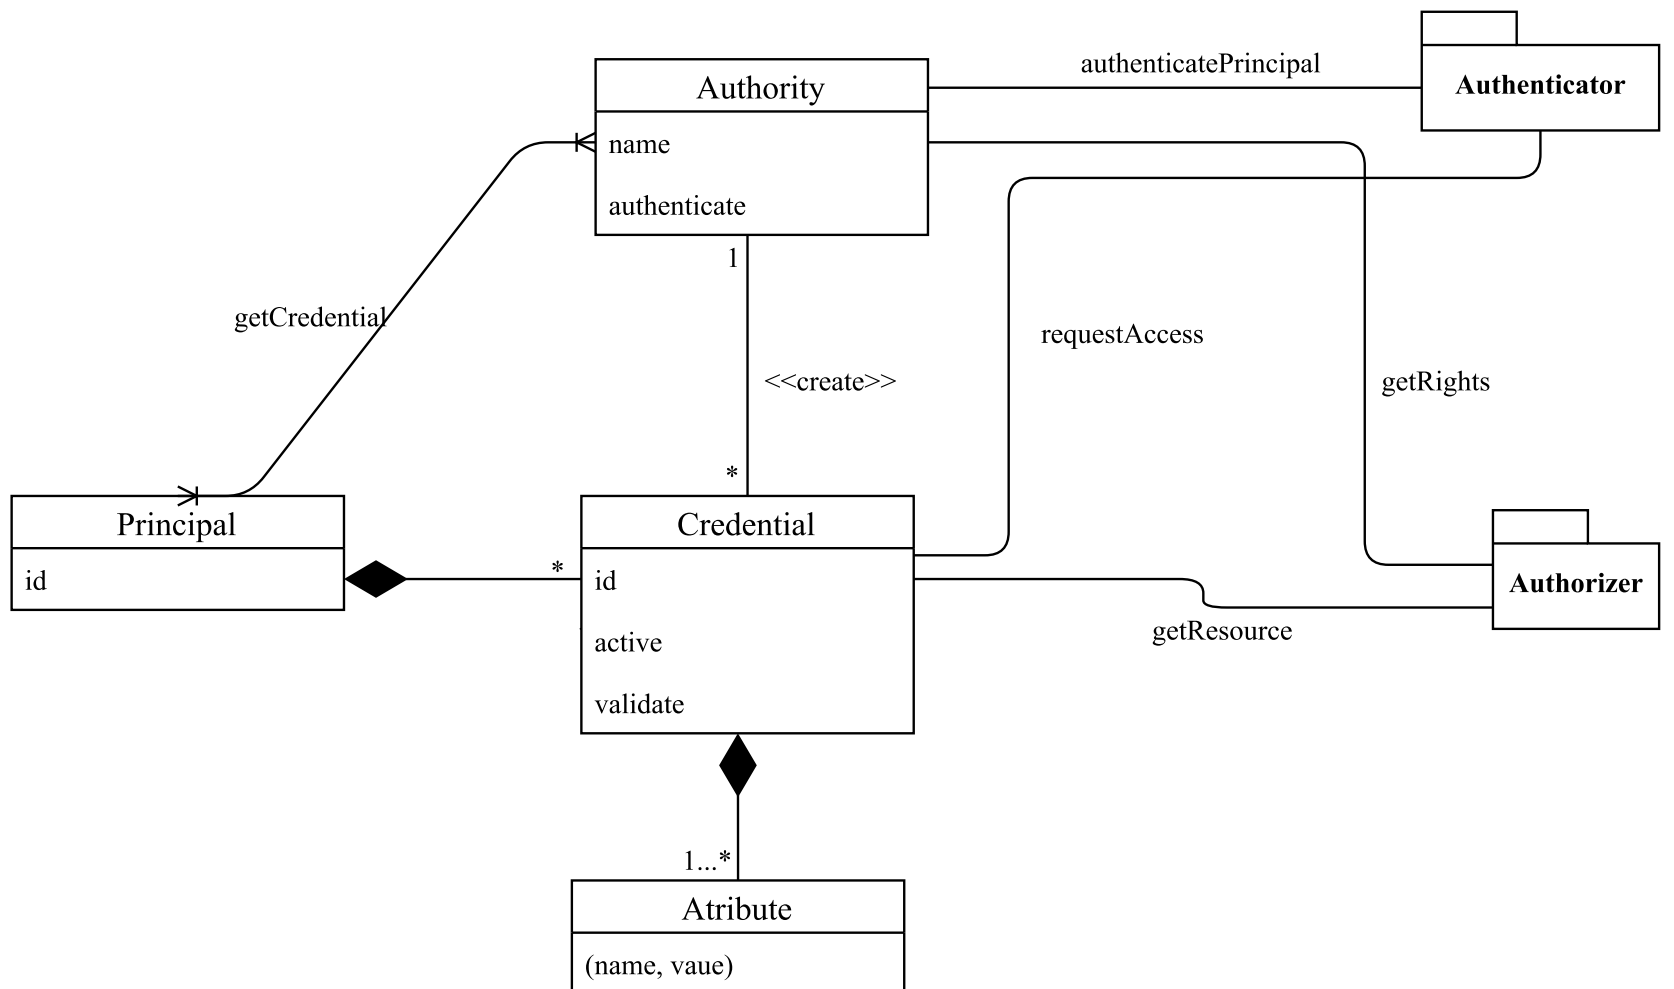 authenticatePrincipal
Authenticator
Authority
name
authenticate
1
getCredential
requestAccess
<<create>>
getRights
*
Principal
id
*
Credential
id
active
validate
Authorizer
getResource
1...*
Atribute
(name, vaue)